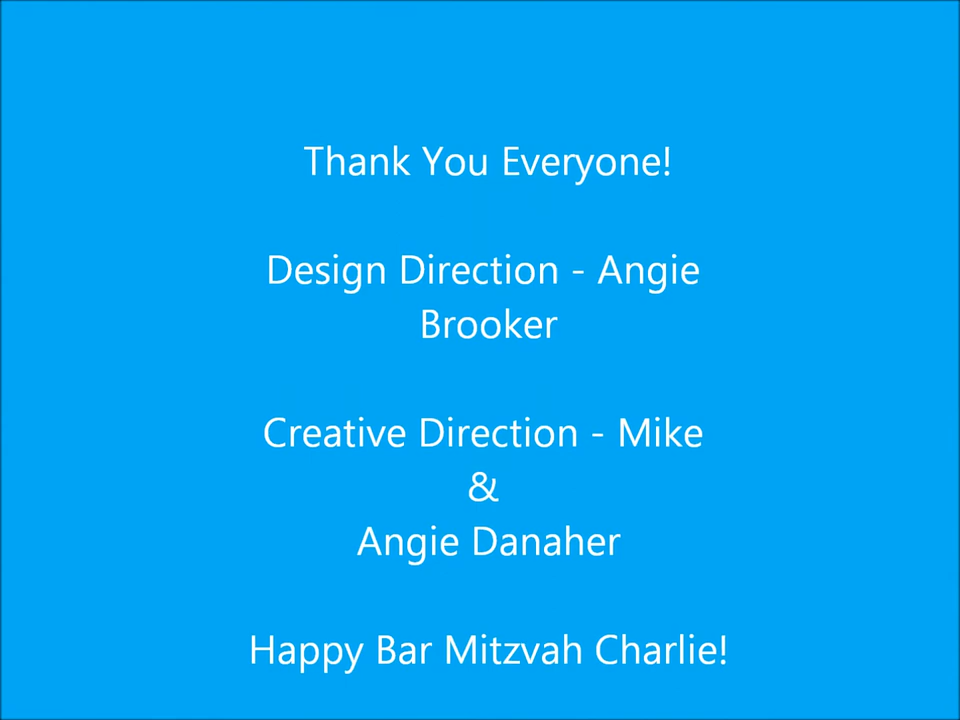 Thank You Everyone!
Design Direction - Angie
Brooker
Creative Direction - Mike
&
Angie Danaher
Happy Bar Mitzvah Charlie!